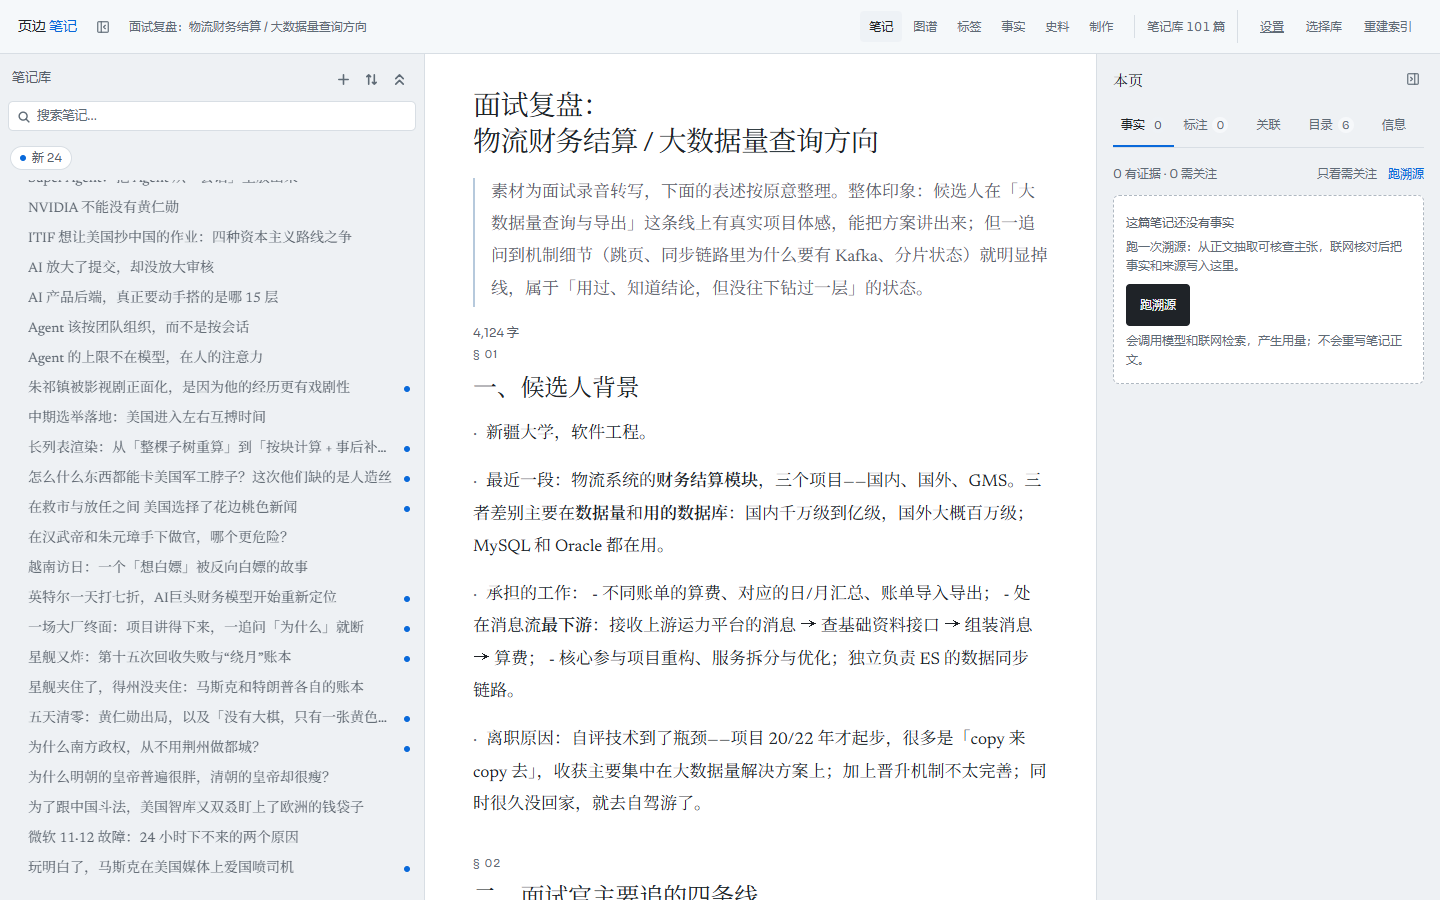 页边 笔记
面试复盘：物流财务结算 / 大数据量查询方向
笔记 图谱 标签 事实 史料 制作 笔记库 101 篇 设置 选择库 重建索引
笔记库
搜索笔记...
新 24
NVIDIA 不能没有黄仁勋
ITIF 想让美国抄中国的作业：四种资本主义路线之争
AI 放大了提交，却没放大审核
AI 产品后端，真正要动手搭的是哪 15 层
Agent 该按团队组织，而不是按会话
Agent 的上限不在模型，在人的注意力
朱祁镇被影视剧正面化，是因为他的经历更有戏剧性
中期选举落地：美国进入左右互搏时间
长列表渲染：从「整棵子树重算」到「按块计算 + 事后补...
怎么什么东西都能卡美国军工脖子？这次他们缺的是人造丝
在救市与放任之间 美国选择了花边桃色新闻
在汉武帝和朱元璋手下做官，哪个更危险？
越南访日：一个「想白嫖」被反向白嫖的故事
英特尔一天打七折，AI巨头财务模型开始重新定位
一场大厂终面：项目讲得下来，一追问「为什么」就断
星舰又炸：第十五次回收失败与“绕月”账本
星舰夹住了，得州没夹住：马斯克和特朗普各自的账本
五天清零：黄仁勋出局，以及「没有大棋，只有一张黄色...
为什么南方政权，从不用荆州做都城？
为什么明朝的皇帝普遍很胖，清朝的皇帝却很瘦？
为了跟中国斗法，美国智库又双叒盯上了欧洲的钱袋子
微软 11·12 故障：24 小时下不来的两个原因
玩明白了，马斯克在美国媒体上爱国喷司机
面试复盘：
物流财务结算 / 大数据量查询方向
素材为面试录音转写，下面的表述按原意整理。整体印象：候选人在「大
数据量查询与导出」这条线上有真实项目体感，能把方案讲出来；但一追
问到机制细节（跳页、同步链路里为什么要有 Kafka、分片状态）就明显掉
线，属于「用过、知道结论，但没往下钻过一层」的状态。
4,124 字
§ 01
一、候选人背景
· 新疆大学，软件工程。
· 最近一段：物流系统的财务结算模块，三个项目——国内、国外、GMS。三
者差别主要在数据量和用的数据库：国内千万级到亿级，国外大概百万级；
MySQL 和 Oracle 都在用。
· 承担的工作： - 不同账单的算费、对应的日/月汇总、账单导入导出； - 处
在消息流最下游：接收上游运力平台的消息 → 查基础资料接口 → 组装消息
→ 算费； - 核心参与项目重构、服务拆分与优化；独立负责 ES 的数据同步
链路。
· 离职原因：自评技术到了瓶颈——项目 20/22 年才起步，很多是「copy 来
copy 去」，收获主要集中在大数据量解决方案上；加上晋升机制不太完善；同
时很久没回家，就去自驾游了。
§ 02
二、面试官主要追的四条线
本页
事实 0 标注 0 关联 目录 6 信息
0 有证据 · 0 需关注 只看需关注 跑溯源
这篇笔记还没有事实
跑一次溯源：从正文抽取可核查主张，联网核对后把
事实和来源写入这里。
跑溯源
会调用模型和联网检索，产生用量；不会重写笔记正
文。